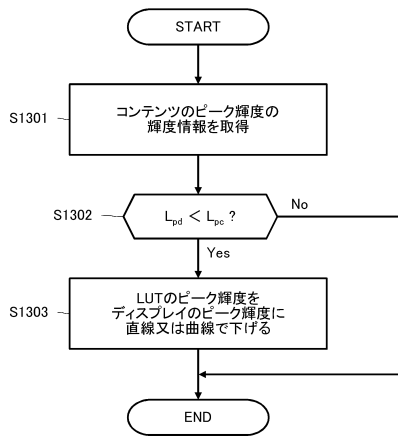 START
S1301
コンテンツのピーク輝度の
輝度情報を取得
S1302
Lpd < Lpc ?
No
Yes
S1303
LUTのピーク輝度を
ディスプレイのピーク輝度に
直線又は曲線で下げる
END